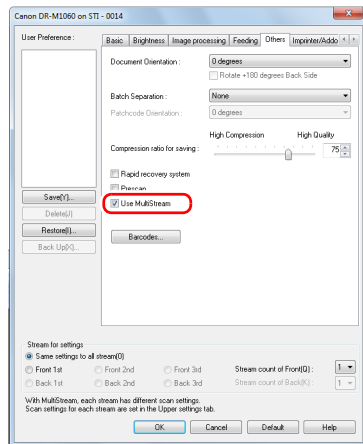 Canon DR-M1060 on STI - 0014
User Preference :
Basic Brightness Image processing Feeding Others Imprinter/Addo
Document Orientation : 0 degrees
Rotate +180 degrees Back Side
Batch Separation : None
Patchcode Orientation : 0 degrees
High Compression High Quality
Compression ratio for saving : 75
Rapid recovery system
Prescan
Use MultiStream
Barcodes...
Save(Y)...
Delete(J)
Restore(I)...
Back Up(X)...
Stream for settings
Same settings to all stream(0)
Front 1st Front 2nd Front 3rd Stream count of Front(Q) : 1
Back 1st Back 2nd Back 3rd Stream count of Back(K) : 1
With MultiStream, each stream has different scan settings.
Scan settings for each stream are set in the Upper settings tab.
OK Cancel Default Help